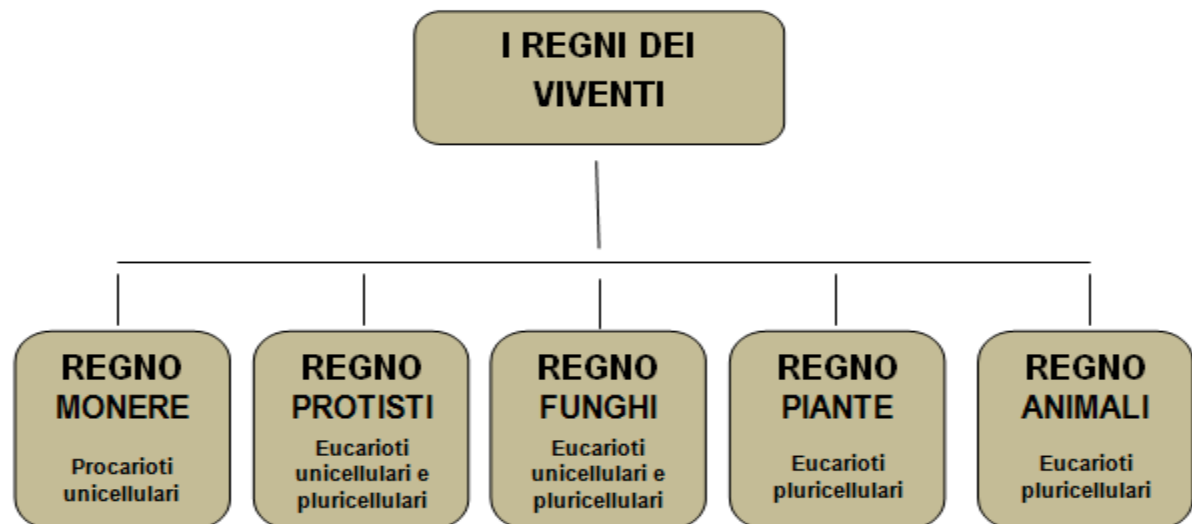 I REGNI DEI
VIVENTI
REGNO
MONERE
Procarioti
unicellulari
REGNO
PROTISTI
Eucarioti
unicellulari e
pluricellulari
REGNO
FUNGHI
Eucarioti
unicellulari e
pluricellulari
REGNO
PIANTE
Eucarioti
pluricellulari
REGNO
ANIMALI
Eucarioti
pluricellulari